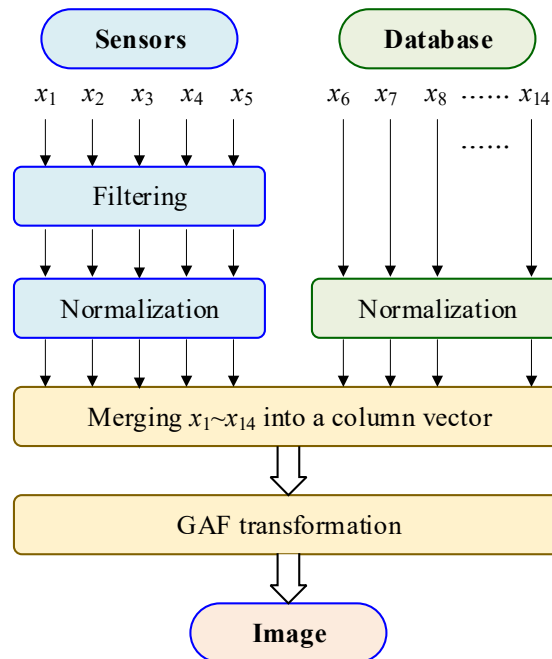 Sensors Database
x₁ x₂ x₃ x₄ x₅ x₆ x₇ x₈ …… x₁₄
……
Filtering
Normalization Normalization
Merging x₁~x₁₄ into a column vector
GAF transformation
Image